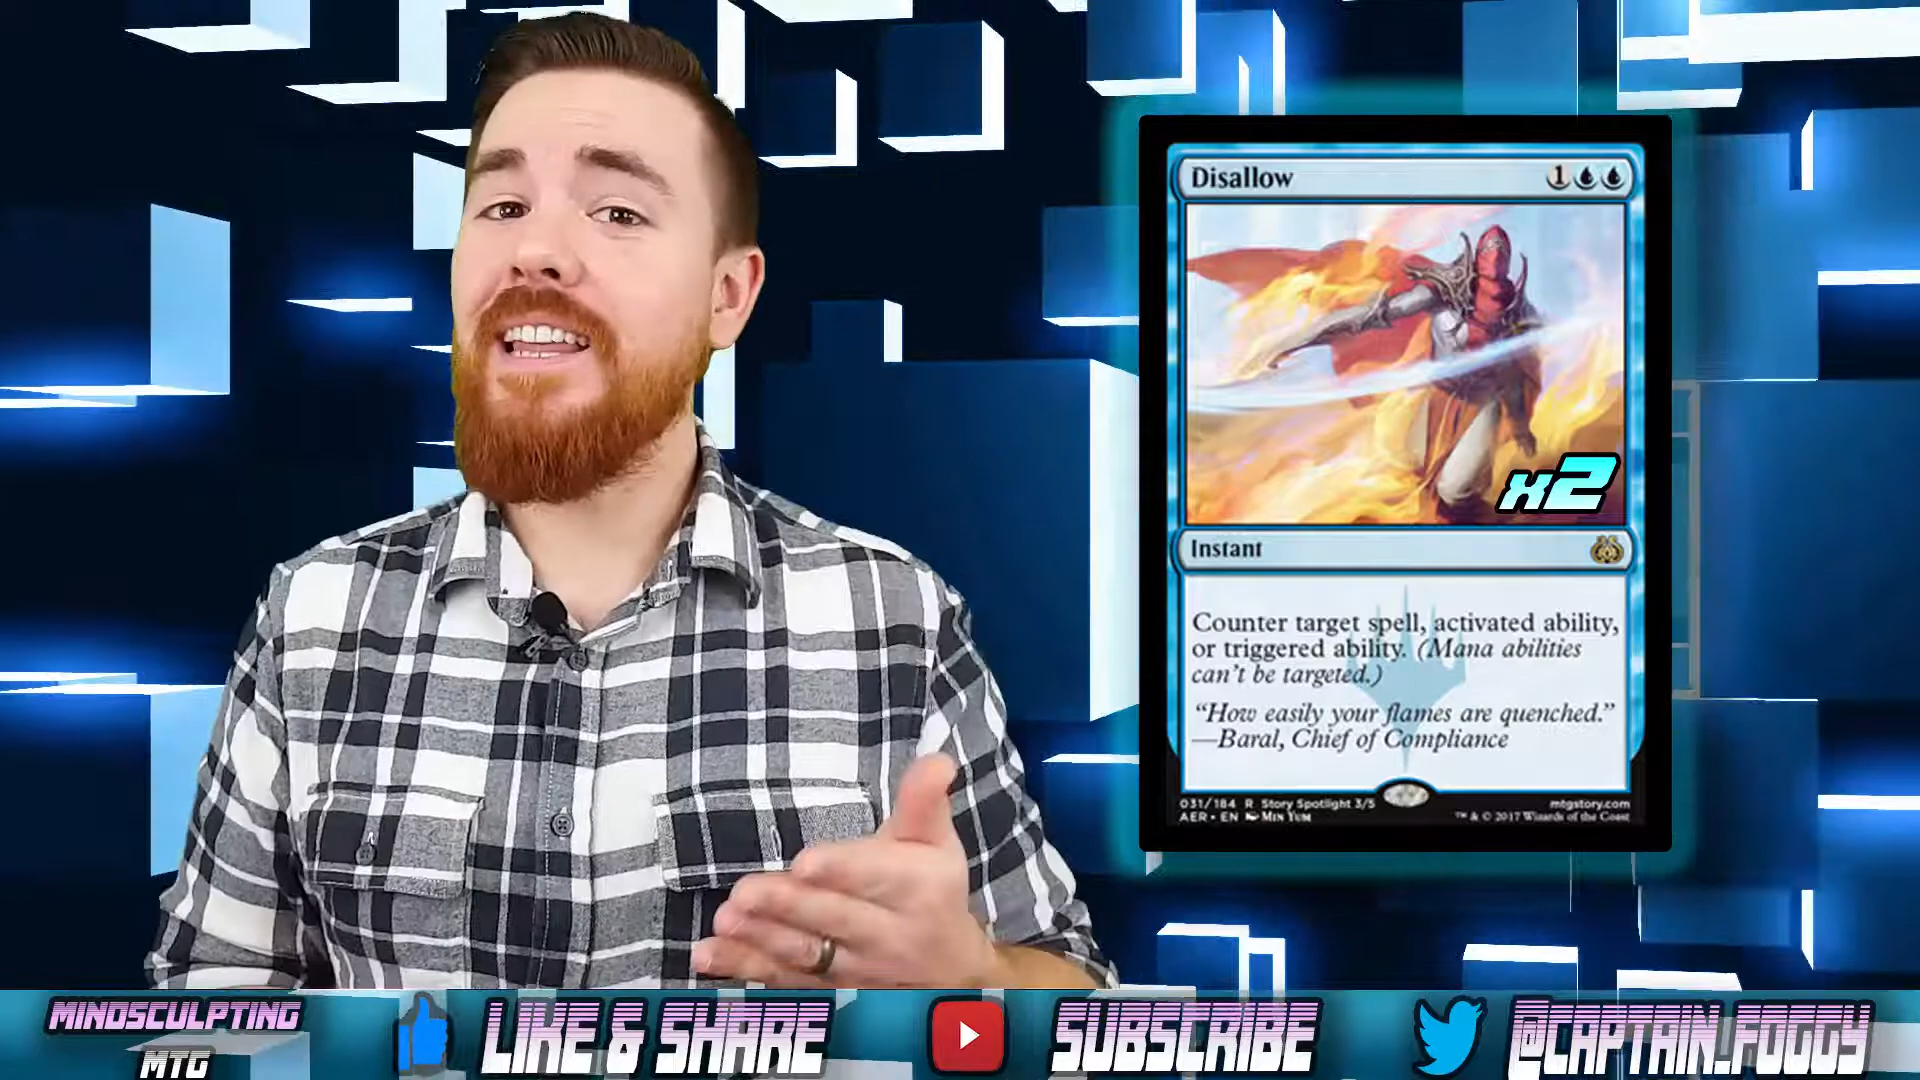 Disallow 1
x2
Instant
Counter target spell, activated ability,
or triggered ability. (Mana abilities
can't be targeted.)
"How easily your flames are quenched."
—Baral, Chief of Compliance
031/184 R Story Spotlight 3/5 mtgstory.com
AER • EN Min Yum ™ & © 2017 Wizards of the Coast
MINDSCULPTING
MTG
LIKE & SHARE
SUBSCRIBE
@CAPTAIN_FOGGY